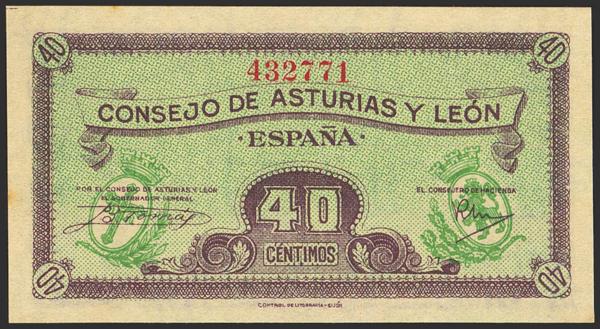 40 40
432771
CONSEJO DE ASTURIAS Y LEÓN
·ESPAÑA·
POR EL CONSEJO DE ASTURIAS Y LEÓN
EL GOBERNADOR GENERAL
EL CONSEJERO DE HACIENDA
40
CÉNTIMOS
40 40
CONTROL DE LITOGRAFIA - GIJÓN